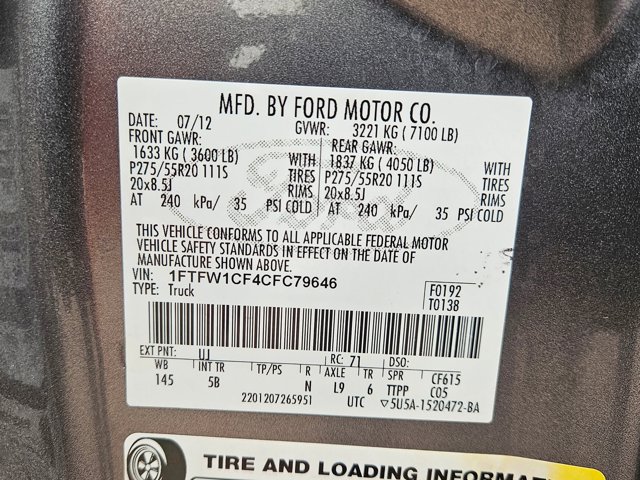 MFD. BY FORD MOTOR CO.
DATE: 07/12 GVWR: 3221 KG ( 7100 LB)
FRONT GAWR: REAR GAWR:
1633 KG ( 3600 LB) WITH 1837 KG ( 4050 LB) WITH
P275/55R20 111S TIRES P275/55R20 111S TIRES
20x8.5J RIMS 20x8.5J RIMS
AT 240 kPa/ 35 PSI COLD AT 240 kPa/ 35 PSI COLD
THIS VEHICLE CONFORMS TO ALL APPLICABLE FEDERAL MOTOR
VEHICLE SAFETY STANDARDS IN EFFECT ON THE DATE OF
MANUFACTURE SHOWN ABOVE.
VIN: 1FTFW1CF4CFC79646 F0192
TYPE: Truck T0138
EXT PNT: UJ RC: 71 DSO:
WB INT TR TP/PS R AXLE TR SPR CF615
145 5B N L9 6 TTPP C05
2201207265951 UTC ▽5U5A-1520472-BA
TIRE AND LOADING INFORMAT